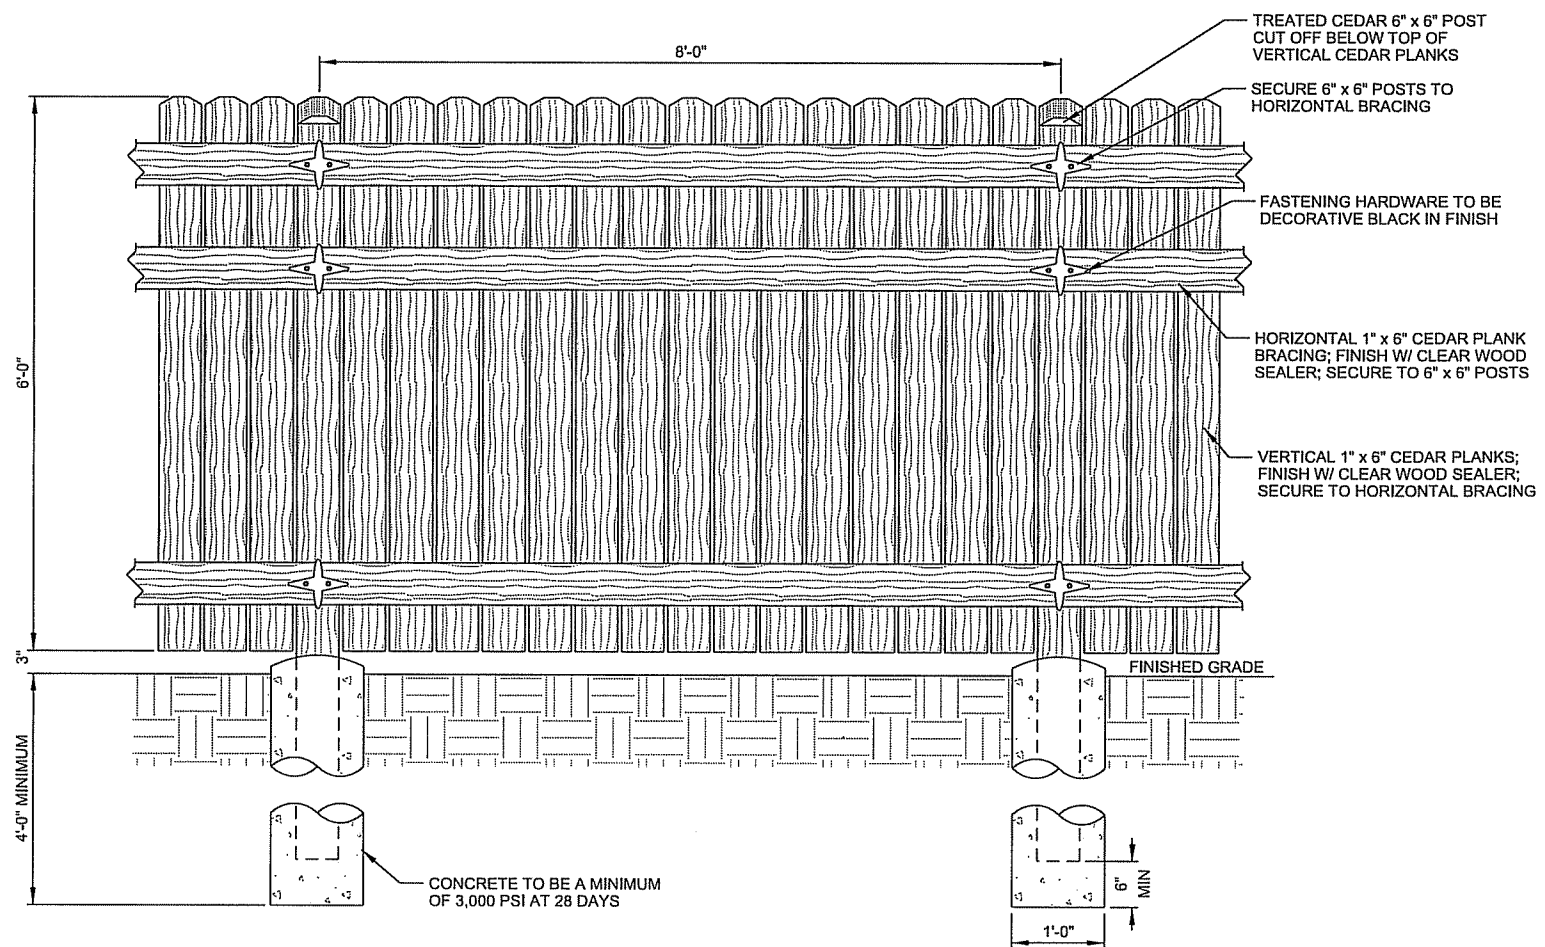 TREATED CEDAR 6" x 6" POST
CUT OFF BELOW TOP OF
VERTICAL CEDAR PLANKS
8'-0"
SECURE 6" x 6" POSTS TO
HORIZONTAL BRACING
FASTENING HARDWARE TO BE
DECORATIVE BLACK IN FINISH
6'-0"
HORIZONTAL 1" x 6" CEDAR PLANK
BRACING; FINISH W/ CLEAR WOOD
SEALER; SECURE TO 6" x 6" POSTS
VERTICAL 1" x 6" CEDAR PLANKS;
FINISH W/ CLEAR WOOD SEALER;
SECURE TO HORIZONTAL BRACING
3"
FINISHED GRADE
4'-0" MINIMUM
CONCRETE TO BE A MINIMUM
OF 3,000 PSI AT 28 DAYS
6"
MIN
1'-0"